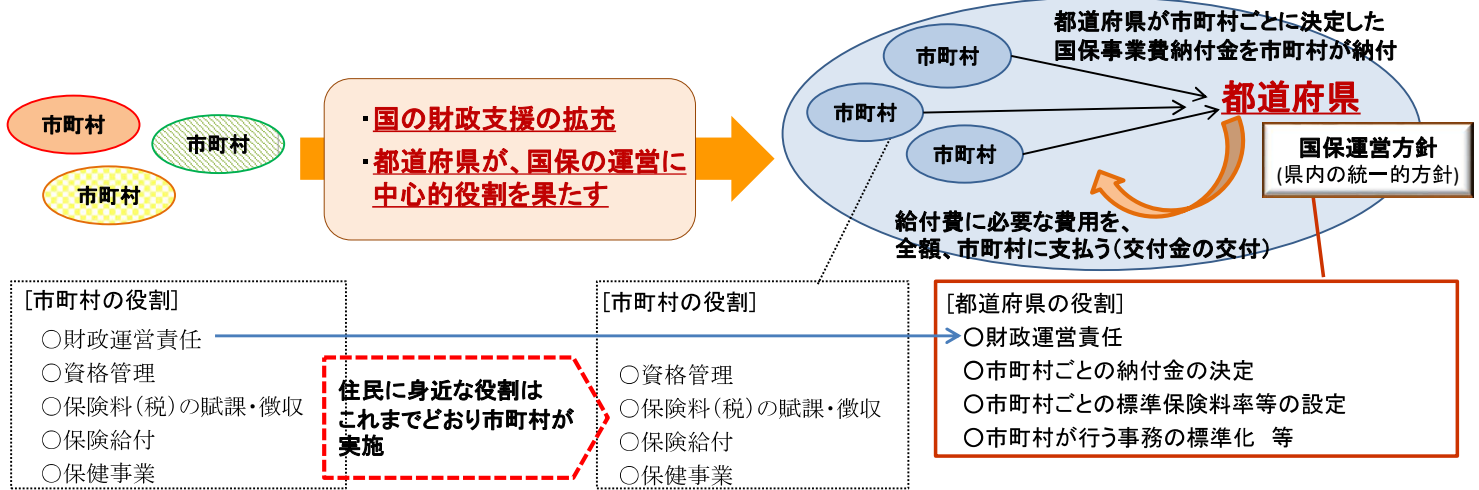 市町村
市町村
市町村
・国の財政支援の拡充
・都道府県が、国保の運営に
中心的役割を果たす
都道府県が市町村ごとに決定した
国保事業費納付金を市町村が納付
市町村
市町村
市町村
都道府県
国保運営方針
(県内の統一的方針)
給付費に必要な費用を、
全額、市町村に支払う(交付金の交付)
[市町村の役割]
○財政運営責任
○資格管理
○保険料(税)の賦課・徴収
○保険給付
○保健事業
住民に身近な役割は
これまでどおり市町村が
実施
[市町村の役割]
○資格管理
○保険料(税)の賦課・徴収
○保険給付
○保健事業
[都道府県の役割]
○財政運営責任
○市町村ごとの納付金の決定
○市町村ごとの標準保険料率等の設定
○市町村が行う事務の標準化 等